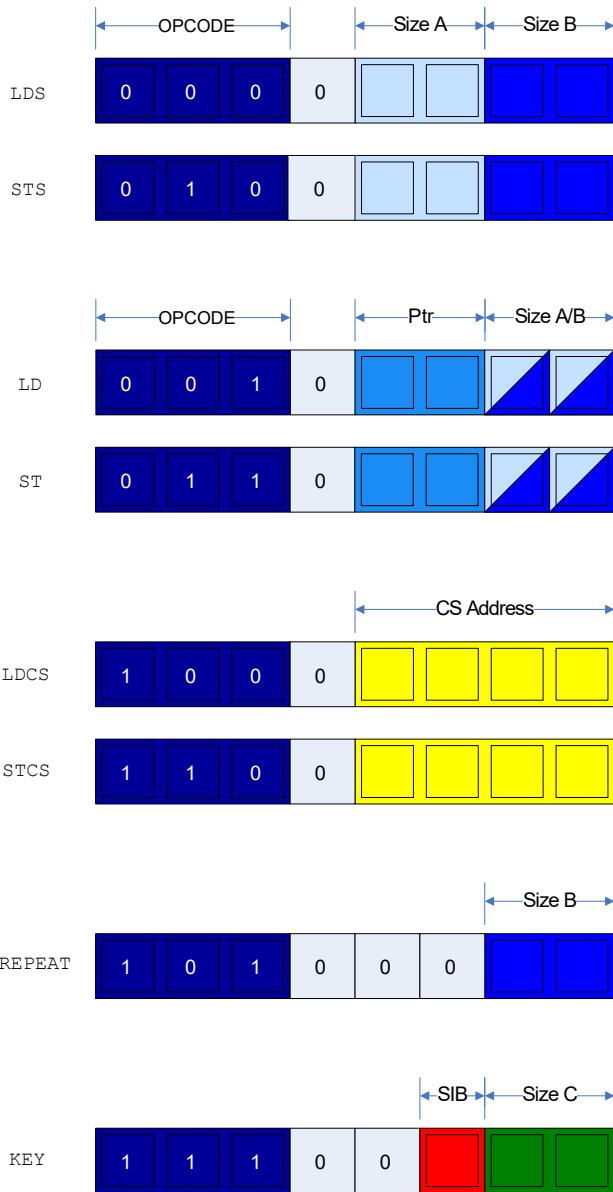 OPCODE Size A Size B
LDS 0 0 0 0
STS 0 1 0 0
OPCODE Ptr Size A/B
LD 0 0 1 0
ST 0 1 1 0
CS Address
LDCS 1 0 0 0
STCS 1 1 0 0
Size B
REPEAT 1 0 1 0 0 0
SIB Size C
KEY 1 1 1 0 0